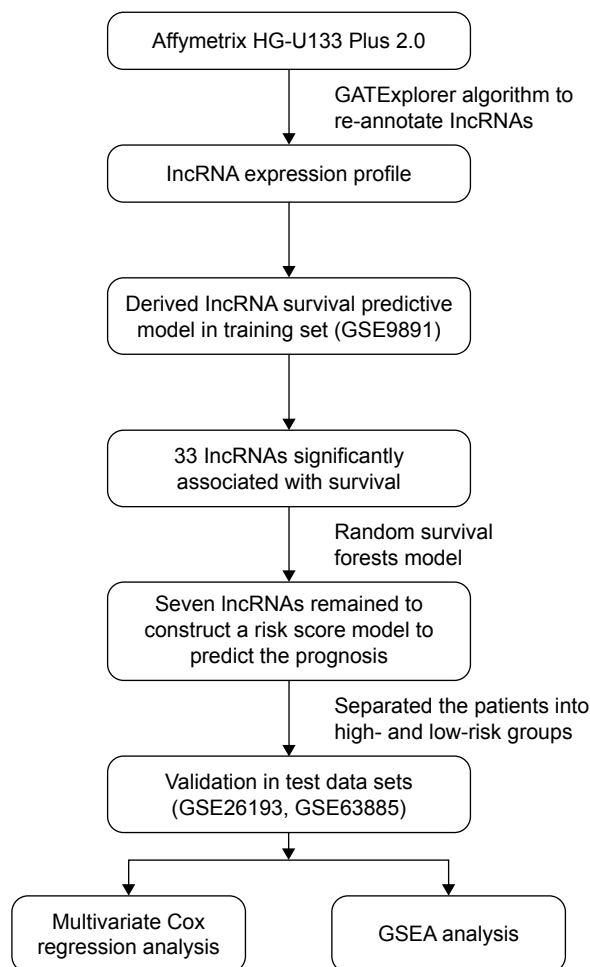 Affymetrix HG-U133 Plus 2.0
GATExplorer algorithm to
re-annotate lncRNAs
lncRNA expression profile
Derived lncRNA survival predictive
model in training set (GSE9891)
33 lncRNAs significantly
associated with survival
Random survival
forests model
Seven lncRNAs remained to
construct a risk score model to
predict the prognosis
Separated the patients into
high- and low-risk groups
Validation in test data sets
(GSE26193, GSE63885)
Multivariate Cox
regression analysis
GSEA analysis